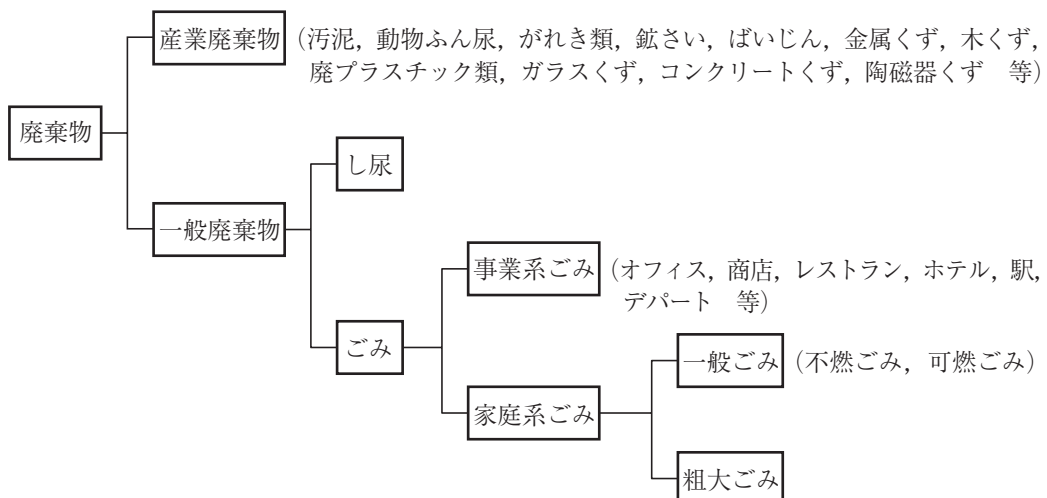 産業廃棄物 (汚泥，動物ふん尿，がれき類，鉱さい，ばいじん，金属くず，木くず，
廃プラスチック類，ガラスくず，コンクリートくず，陶磁器くず　等)
廃棄物
し尿
一般廃棄物
事業系ごみ (オフィス，商店，レストラン，ホテル，駅，
デパート　等)
ごみ
一般ごみ (不燃ごみ，可燃ごみ)
家庭系ごみ
粗大ごみ